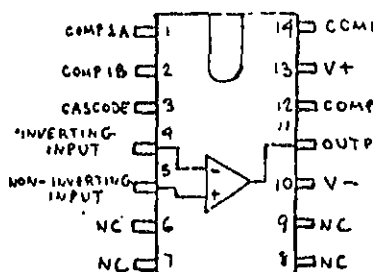 COMP 1A 1
COMP 1B 2
CASCODE 3
INVERTING INPUT 4
NON-INVERTING INPUT 5
NC 6
NC 7
-
+
14
13 V+
12 COMP
11 OUTP
10 V-
9 NC
8 NC